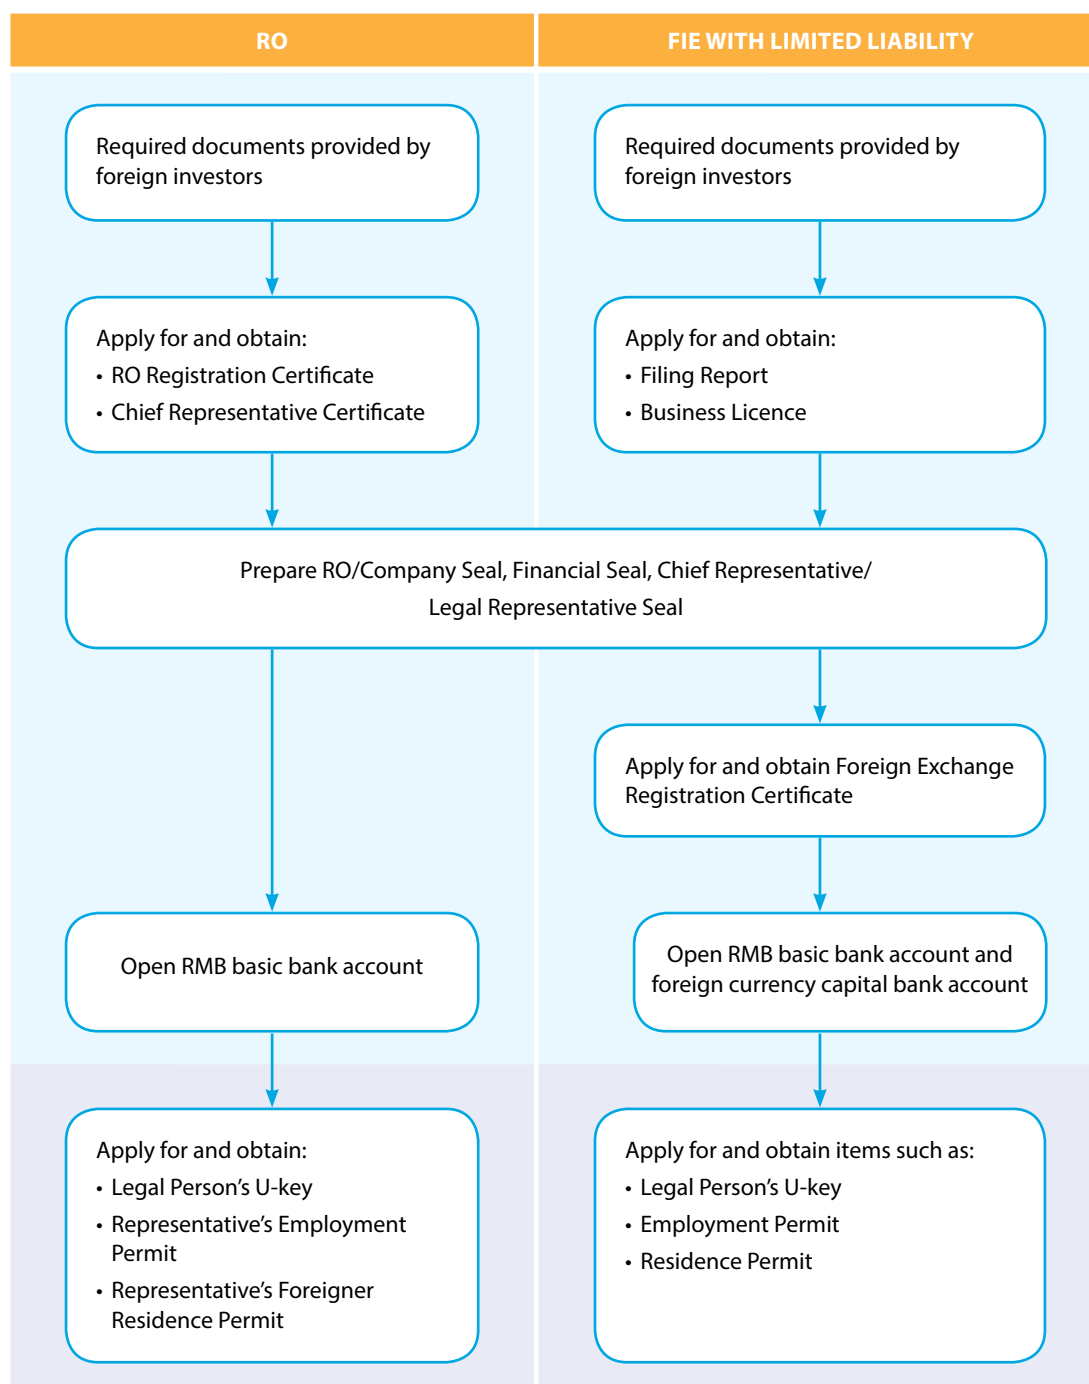 RO
FIE WITH LIMITED LIABILITY
Required documents provided by
foreign investors
Required documents provided by
foreign investors
Apply for and obtain:
• RO Registration Certificate
• Chief Representative Certificate
Apply for and obtain:
• Filing Report
• Business Licence
Prepare RO/Company Seal, Financial Seal, Chief Representative/
Legal Representative Seal
Apply for and obtain Foreign Exchange
Registration Certificate
Open RMB basic bank account
Open RMB basic bank account and
foreign currency capital bank account
Apply for and obtain:
• Legal Person’s U-key
• Representative’s Employment
Permit
• Representative’s Foreigner
Residence Permit
Apply for and obtain items such as:
• Legal Person’s U-key
• Employment Permit
• Residence Permit